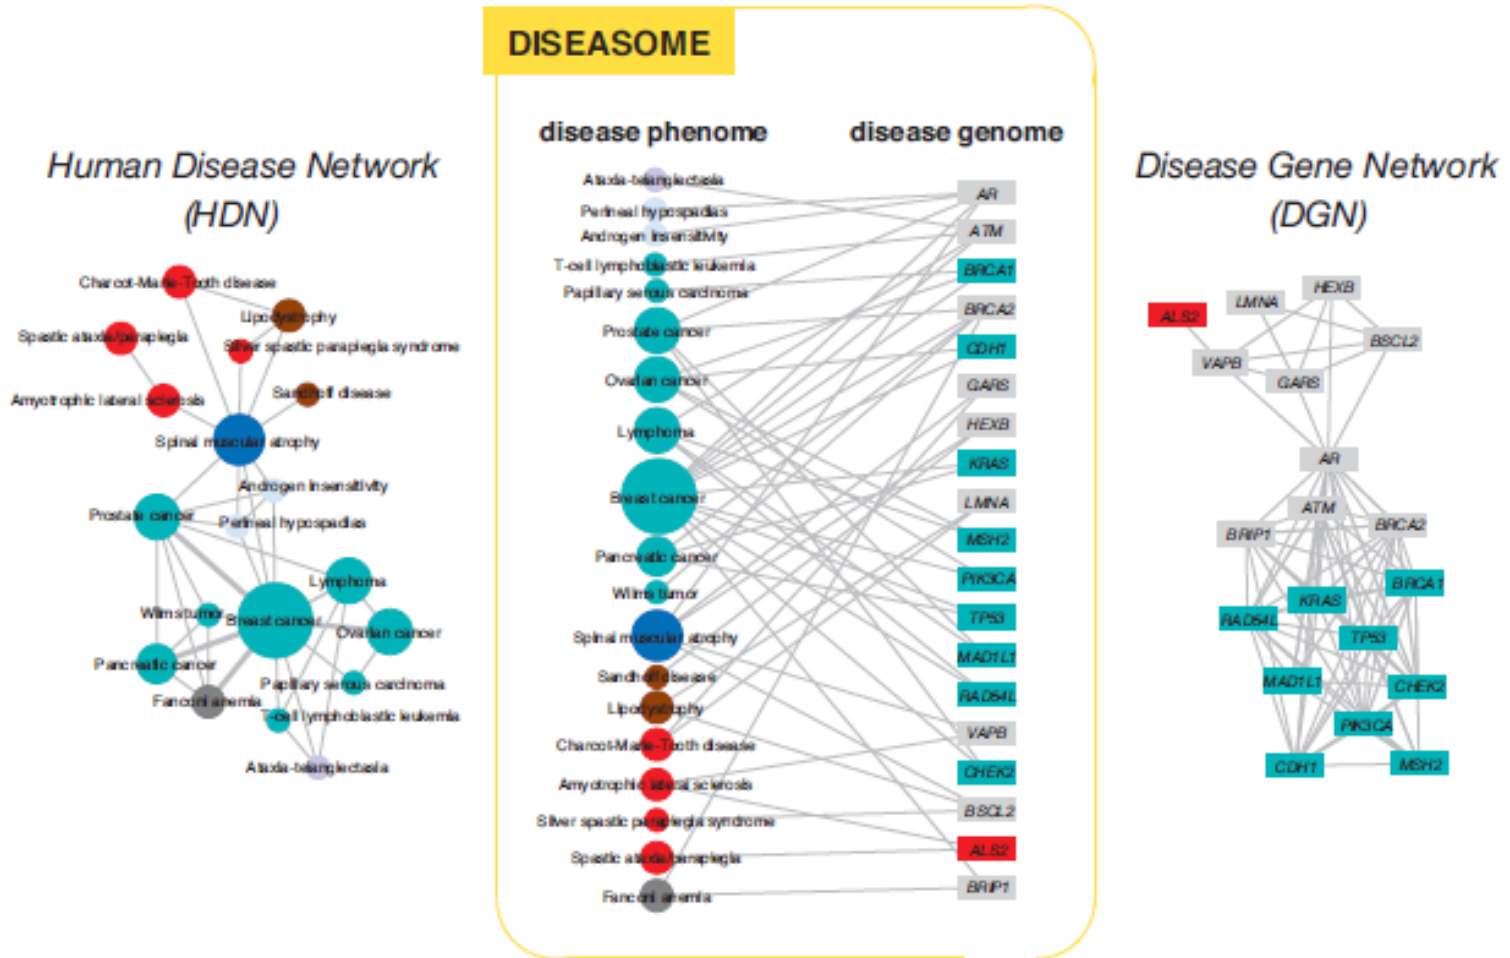 DISEASOME
Human Disease Network
(HDN)
Charcot-Marie-Tooth disease
Lipodystrophy
Spastic ataxia/paraplegia
Silver spastic paraplegia syndrome
Amyotrophic lateral sclerosis
Sandhoff disease
Spinal muscular atrophy
Androgen insensitivity
Prostate cancer
Perineal hypospadias
Lymphoma
Wilms tumor
Breast cancer
Ovarian cancer
Pancreatic cancer
Papillary serous carcinoma
Fanconi anemia
T-cell lymphoblastic leukemia
Ataxia-telangiectasia
disease phenome
Ataxia-telangiectasia
Perineal hypospadias
Androgen insensitivity
T-cell lymphoblastic leukemia
Papillary serous carcinoma
Prostate cancer
Ovarian cancer
Lymphoma
Breast cancer
Pancreatic cancer
Wilms tumor
Spinal muscular atrophy
Sandhoff disease
Lipodystrophy
Charcot-Marie-Tooth disease
Amyotrophic lateral sclerosis
Silver spastic paraplegia syndrome
Spastic ataxia/paraplegia
Fanconi anemia
disease genome
AR
ATM
BRCA1
BRCA2
CDH1
GARS
HEXB
KRAS
LMNA
MSH2
PIK3CA
TP53
MAD1L1
RAD54L
VAPB
CHEK2
BSCL2
ALS2
BRIP1
Disease Gene Network
(DGN)
HEXB
LMNA
ALS2
BSCL2
VAPB
GARS
AR
ATM
BRCA2
BRIP1
BRCA1
KRAS
RAD54L
TP53
MAD1L1
CHEK2
PIK3CA
CDH1
MSH2